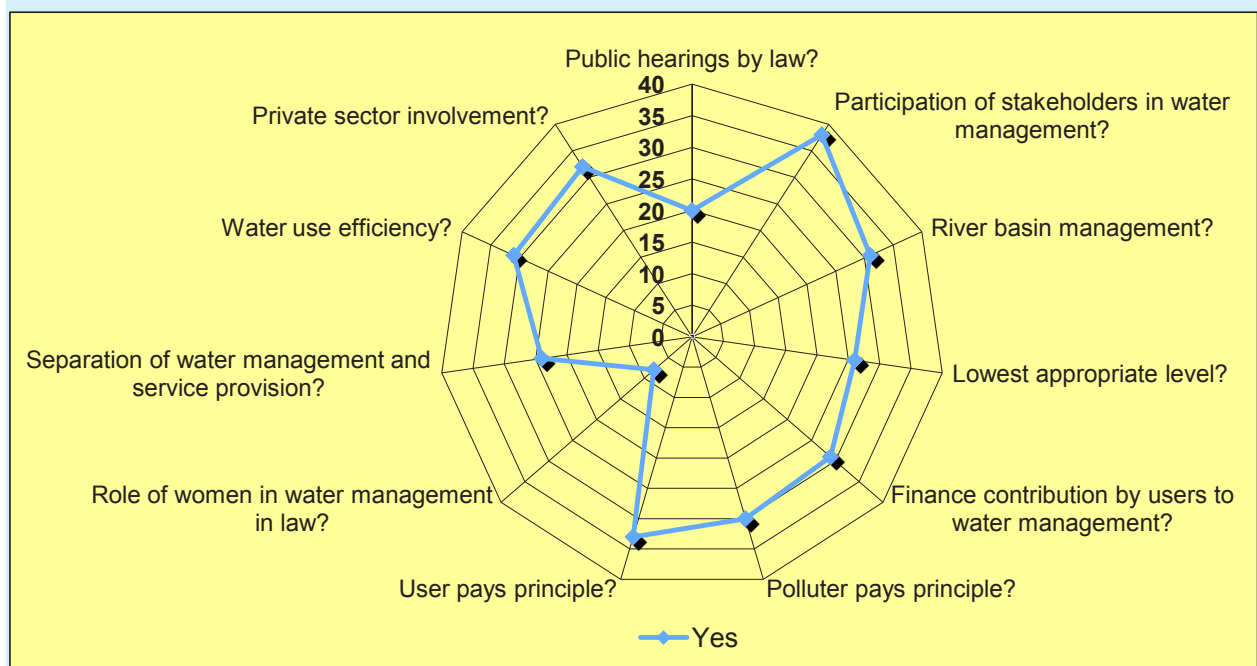 Public hearings by law?
Participation of stakeholders in water
management?
River basin management?
Lowest appropriate level?
Finance contribution by users to
water management?
Polluter pays principle?
User pays principle?
Role of women in water management
in law?
Separation of water management and
service provision?
Water use efficiency?
Private sector involvement?
40
35
30
25
20
15
10
5
0
Yes